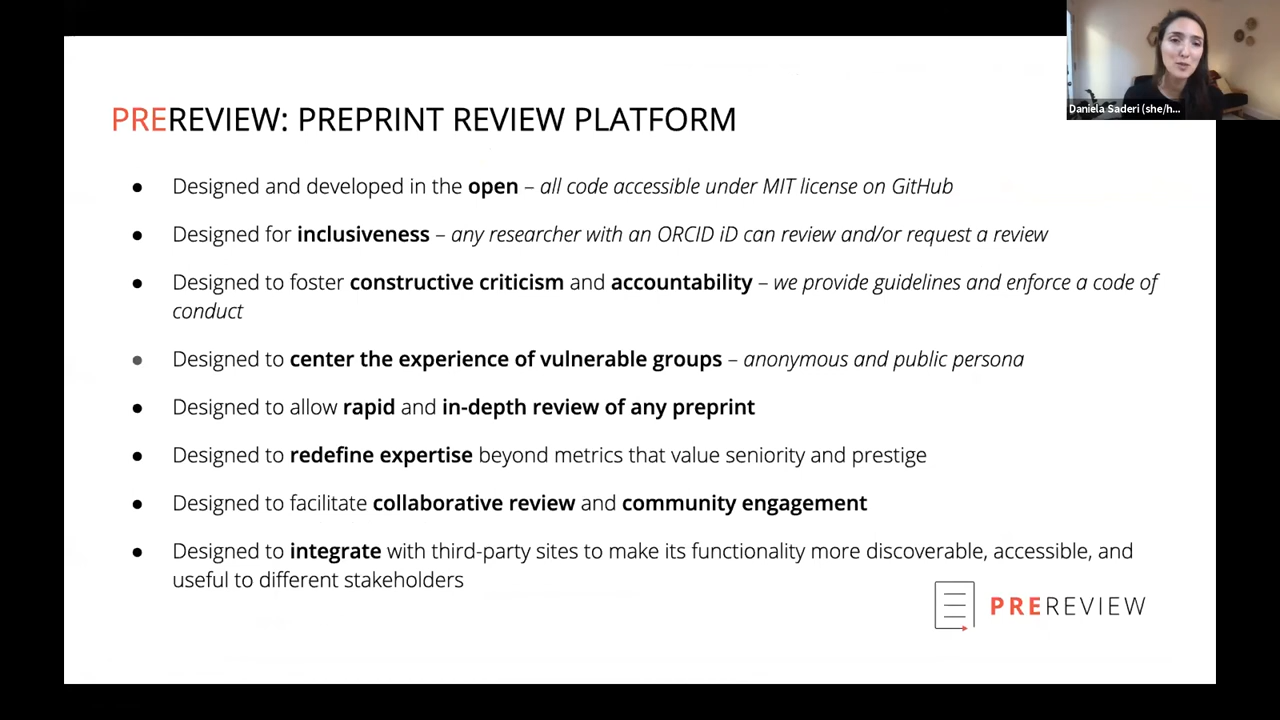 Daniela Saderi (she/h...
PREREVIEW: PREPRINT REVIEW PLATFORM
● Designed and developed in the open – all code accessible under MIT license on GitHub
● Designed for inclusiveness – any researcher with an ORCID iD can review and/or request a review
● Designed to foster constructive criticism and accountability – we provide guidelines and enforce a code of
conduct
● Designed to center the experience of vulnerable groups – anonymous and public persona
● Designed to allow rapid and in-depth review of any preprint
● Designed to redefine expertise beyond metrics that value seniority and prestige
● Designed to facilitate collaborative review and community engagement
● Designed to integrate with third-party sites to make its functionality more discoverable, accessible, and
useful to different stakeholders
PREREVIEW